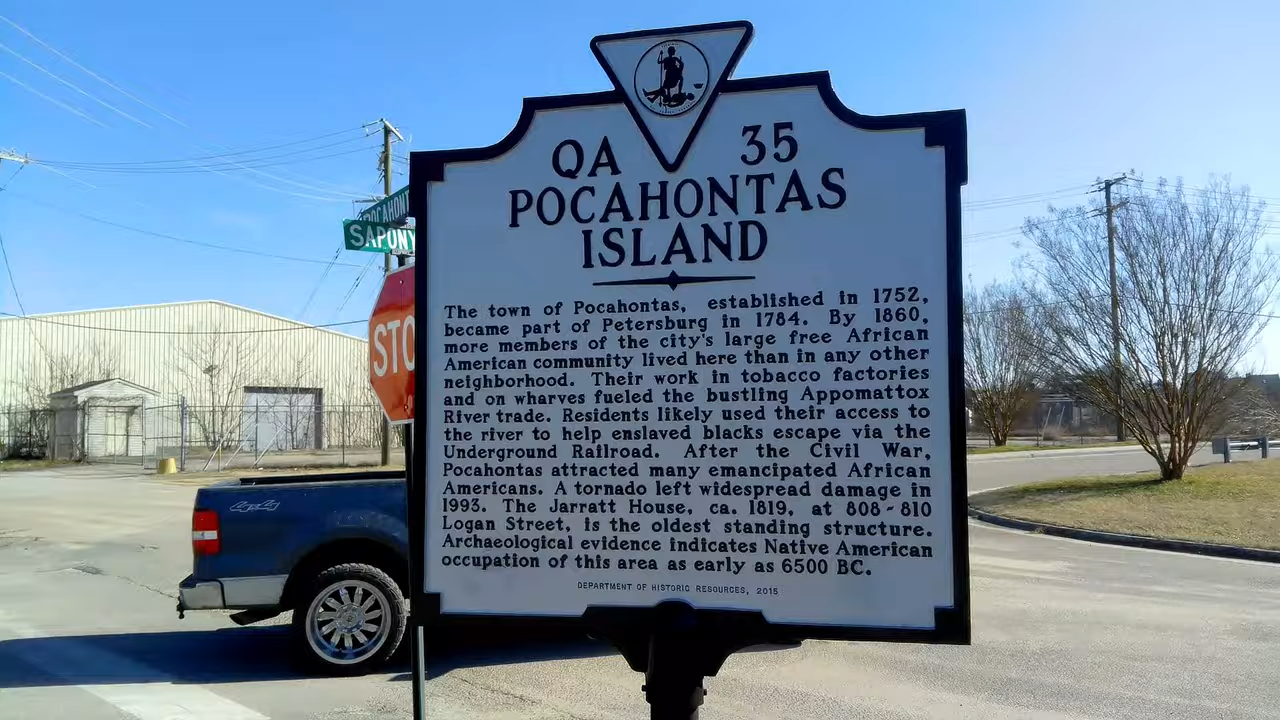 QA 35
POCAHONTAS
ISLAND
The town of Pocahontas, established in 1752,
became part of Petersburg in 1784. By 1860,
more members of the city's large free African
American community lived here than in any other
neighborhood. Their work in tobacco factories
and on wharves fueled the bustling Appomattox
River trade. Residents likely used their access to
the river to help enslaved blacks escape via the
Underground Railroad. After the Civil War,
Pocahontas attracted many emancipated African
Americans. A tornado left widespread damage in
1993. The Jarratt House, ca. 1819, at 808-810
Logan Street, is the oldest standing structure.
Archaeological evidence indicates Native American
occupation of this area as early as 6500 BC.
DEPARTMENT OF HISTORIC RESOURCES, 2015
POCAHONT
SAPONY
STO
4x4